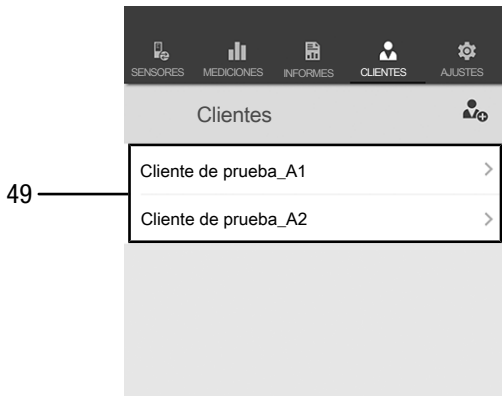 SENSORES MEDICIONES INFORMES CLIENTES AJUSTES
Clientes
Cliente de prueba_A1
49
Cliente de prueba_A2